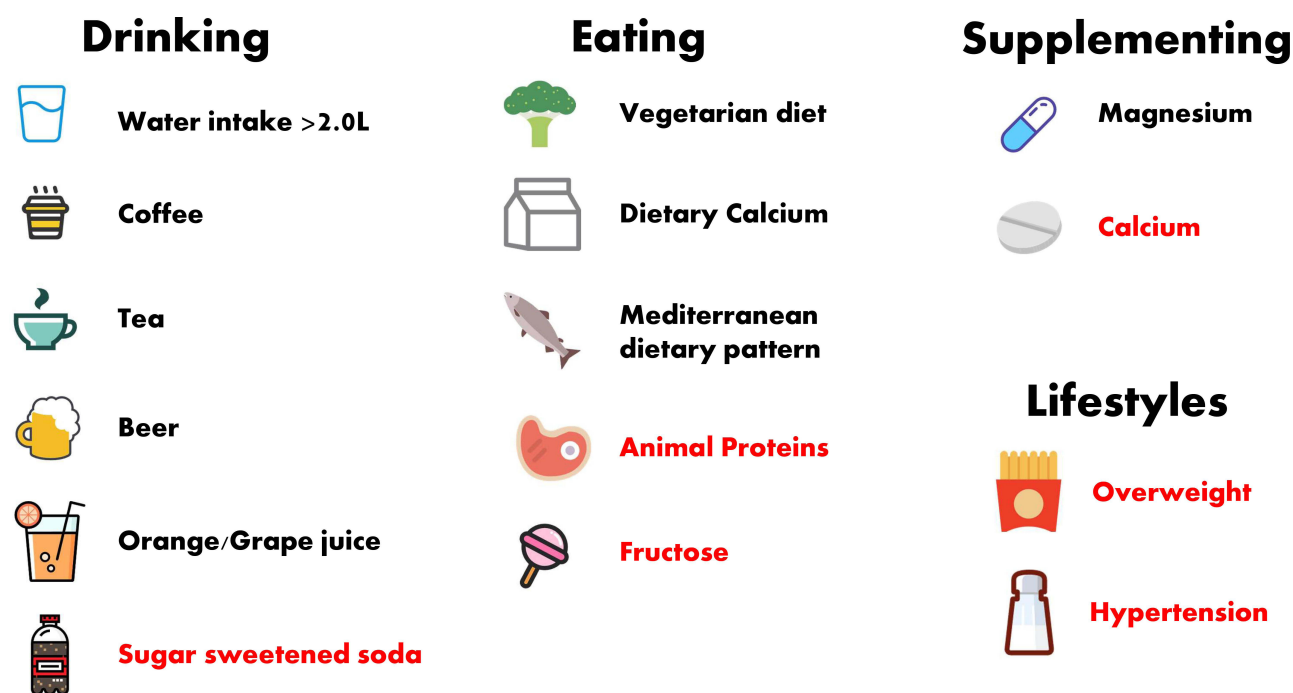 Drinking
Water intake >2.0L
Coffee
Tea
Beer
Orange/Grape juice
Sugar sweetened soda
Eating
Vegetarian diet
Dietary Calcium
Mediterranean
dietary pattern
Animal Proteins
Fructose
Supplementing
Magnesium
Calcium
Lifestyles
Overweight
Hypertension